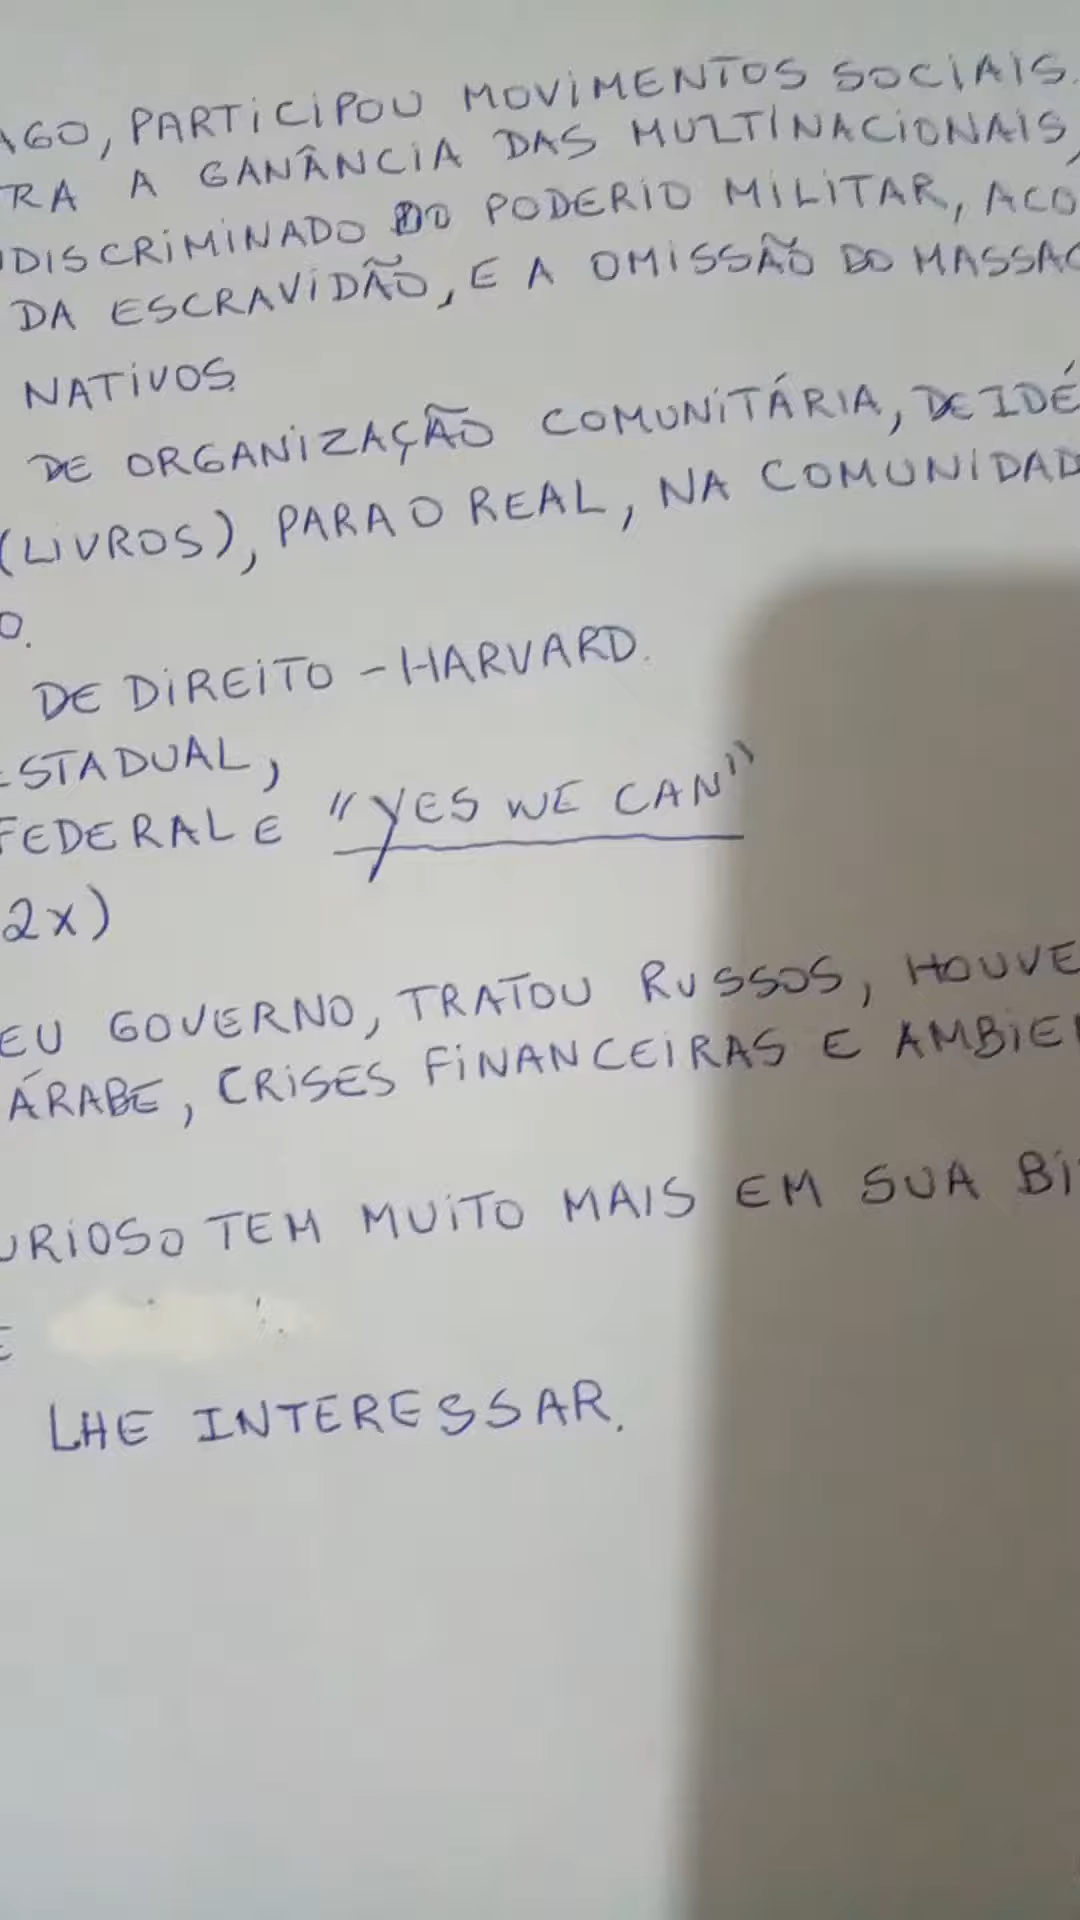 AGO, PARTICIPOU MOVIMENTOS SOCIAIS.
RA A GANÂNCIA DAS MULTINACIONAIS,
DISCRIMINADO DO PODERIO MILITAR, ACO
DA ESCRAVIDÃO, E A OMISSÃO DO MASSAC
NATIVOS.
DE ORGANIZAÇÃO COMUNITÁRIA, DE IDÉ
(LIVROS), PARA O REAL, NA COMUNIDAD
O.
DE DIREITO - HARVARD.
ESTADUAL,
FEDERAL E "YES WE CAN"
2X)
EU GOVERNO, TRATOU RUSSOS, HOUVE
ÁRABE, CRISES FINANCEIRAS E AMBIE
URIOSO TEM MUITO MAIS EM SUA BI
E
LHE INTERESSAR.